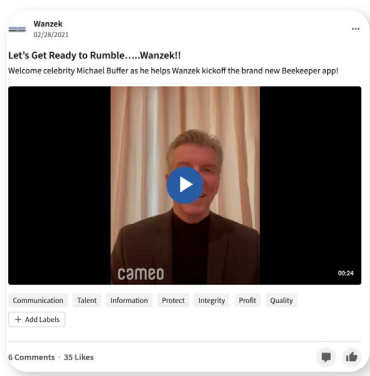 Wanzek
02/28/2021
Let's Get Ready to Rumble…..Wanzek!!
Welcome celebrity Michael Buffer as he helps Wanzek kickoff the brand new Beekeeper app!
cameo
00:24
Communication Talent Information Protect Integrity Profit Quality
+ Add Labels
6 Comments · 35 Likes